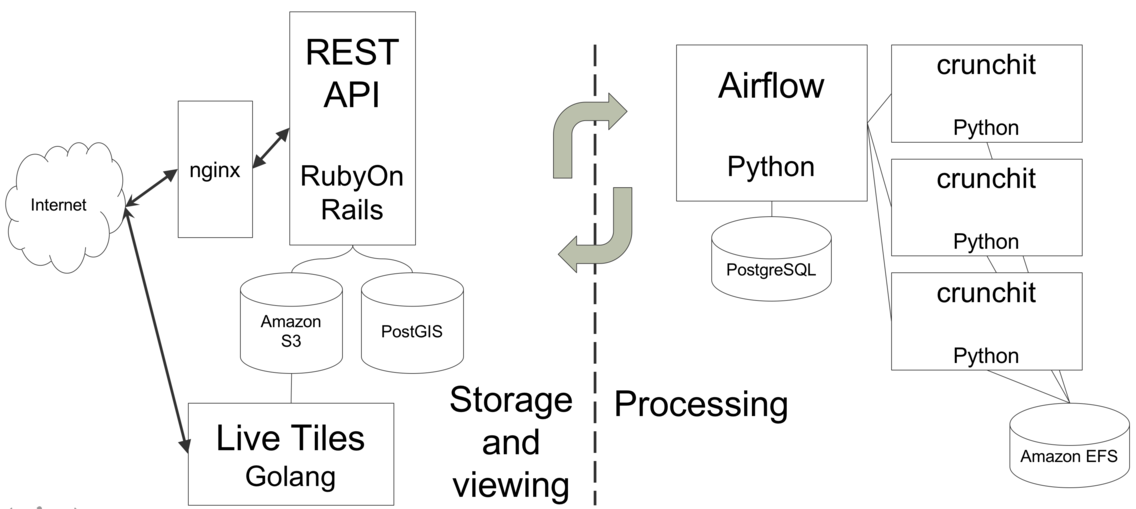 Internet
nginx
REST
API
RubyOn
Rails
Amazon
S3
PostGIS
Live Tiles
Golang
Storage
and
viewing
Processing
Airflow
Python
PostgreSQL
crunchit
Python
crunchit
Python
crunchit
Python
Amazon EFS